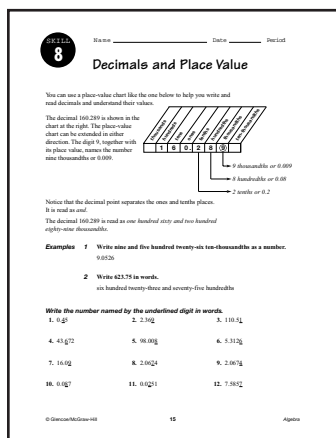 SKILL
8
Name Date Period
Decimals and Place Value
You can use a place-value chart like the one below to help you write and
read decimals and understand their values.
The decimal 160.289 is shown in
the chart at the right. The place-value
chart can be extended in either
direction. The digit 9, together with
its place value, names the number
nine thousandths or 0.009.
thousands hundreds tens ones tenths hundredths thousandths ten-thousandths
1 6 0 . 2 8 9
9 thousandths or 0.009
8 hundredths or 0.08
2 tenths or 0.2
Notice that the decimal point separates the ones and tenths places.
It is read as and.
The decimal 160.289 is read as one hundred sixty and two hundred
eighty-nine thousandths.
Examples 1 Write nine and five hundred twenty-six ten-thousandths as a number.
9.0526
2 Write 623.75 in words.
six hundred twenty-three and seventy-five hundredths
Write the number named by the underlined digit in words.
1. 0.45 2. 2.369 3. 110.51
4. 43.672 5. 98.008 6. 5.3126
7. 16.09 8. 2.0624 9. 2.0674
10. 0.087 11. 0.0251 12. 7.5857
© Glencoe/McGraw-Hill 15 Algebra